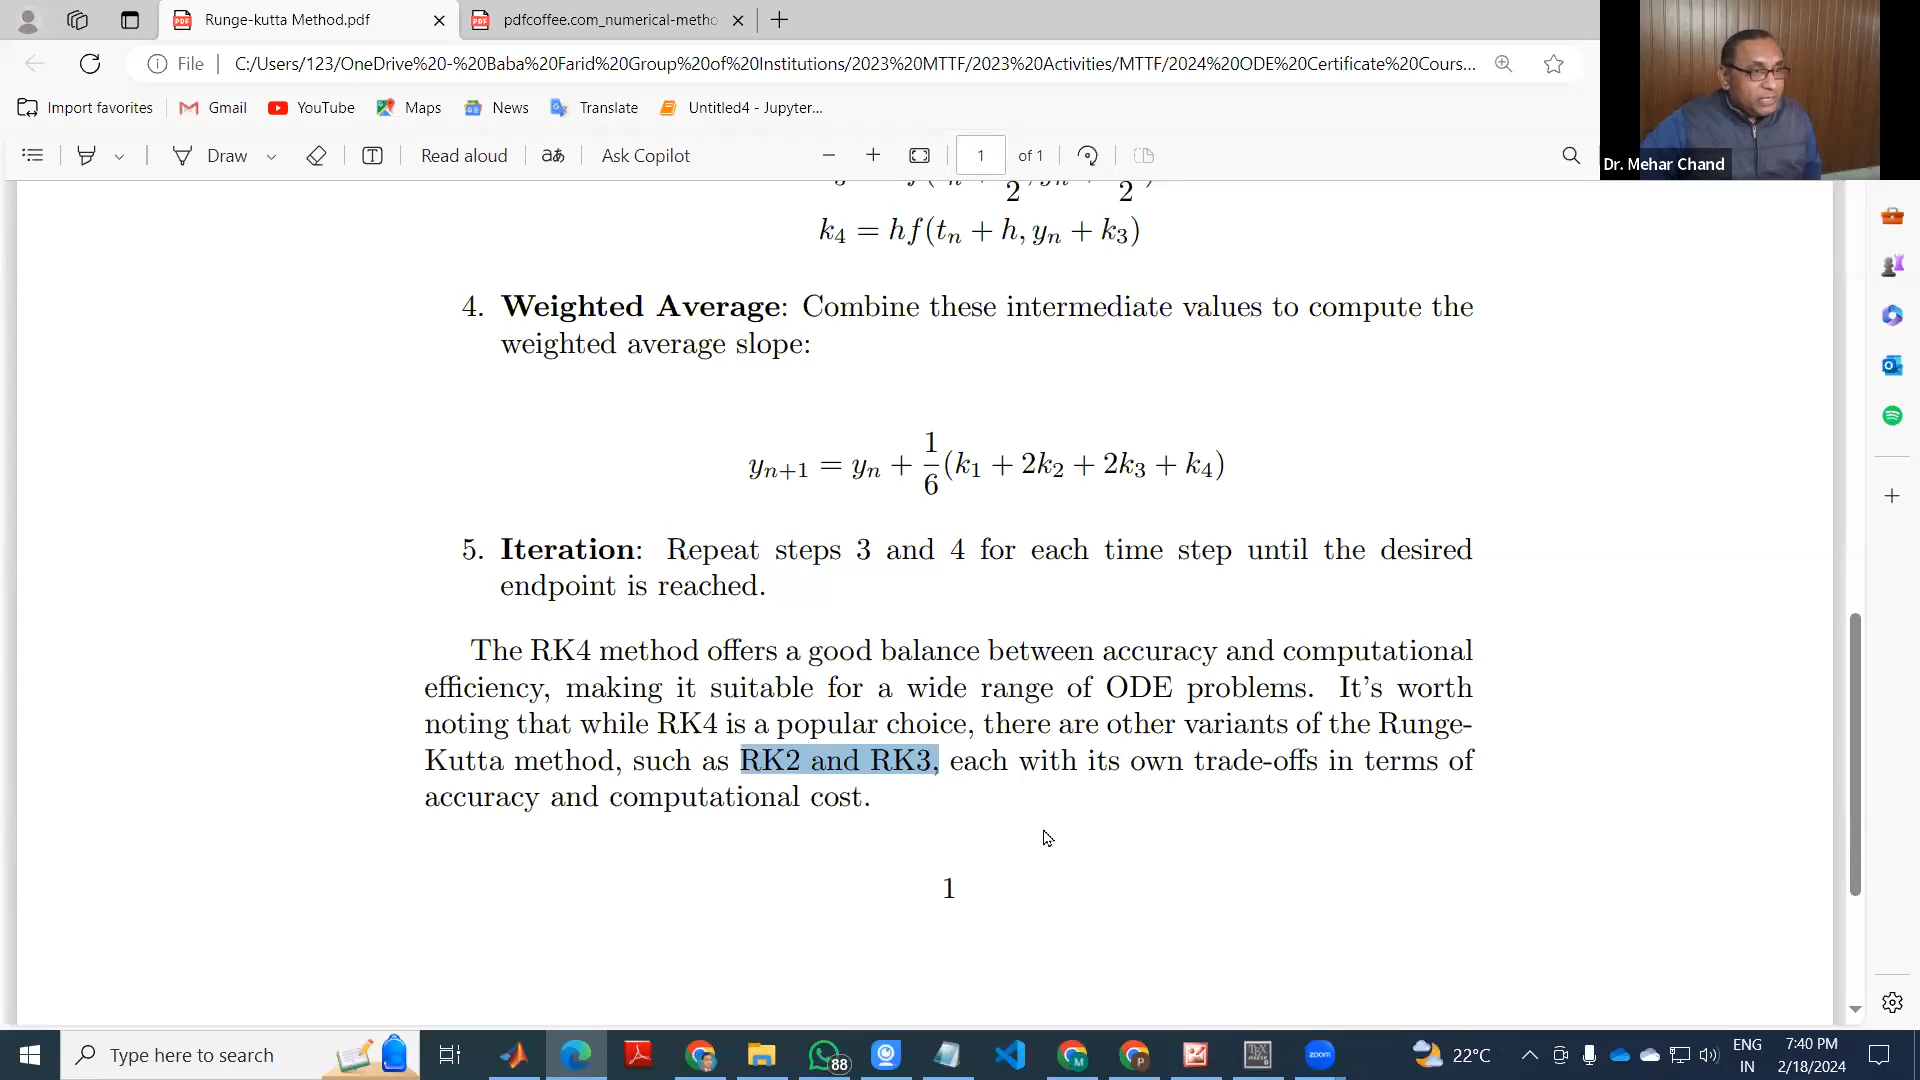 Runge-kutta Method.pdf
pdfcoffee.com_numerical-metho
File
C:/Users/123/OneDrive%20-%20Baba%20Farid%20Group%20of%20Institutions/2023%20MTTF/2023%20Activities/MTTF/2024%20ODE%20Certificate%20Cours...
Import favorites
Gmail
YouTube
Maps
News
Translate
Untitled4 - Jupyter...
Draw
Read aloud
aあ
Ask Copilot
1
of 1
Dr. Mehar Chand
k4 = hf(tn + h, yn + k3)
4. Weighted Average: Combine these intermediate values to compute the
weighted average slope:
yn+1 = yn + 1/6 (k1 + 2k2 + 2k3 + k4)
5. Iteration: Repeat steps 3 and 4 for each time step until the desired
endpoint is reached.
The RK4 method offers a good balance between accuracy and computational
efficiency, making it suitable for a wide range of ODE problems. It's worth
noting that while RK4 is a popular choice, there are other variants of the Runge-
Kutta method, such as RK2 and RK3, each with its own trade-offs in terms of
accuracy and computational cost.
1
Type here to search
88
zoom
22°C
ENG
IN
7:40 PM
2/18/2024